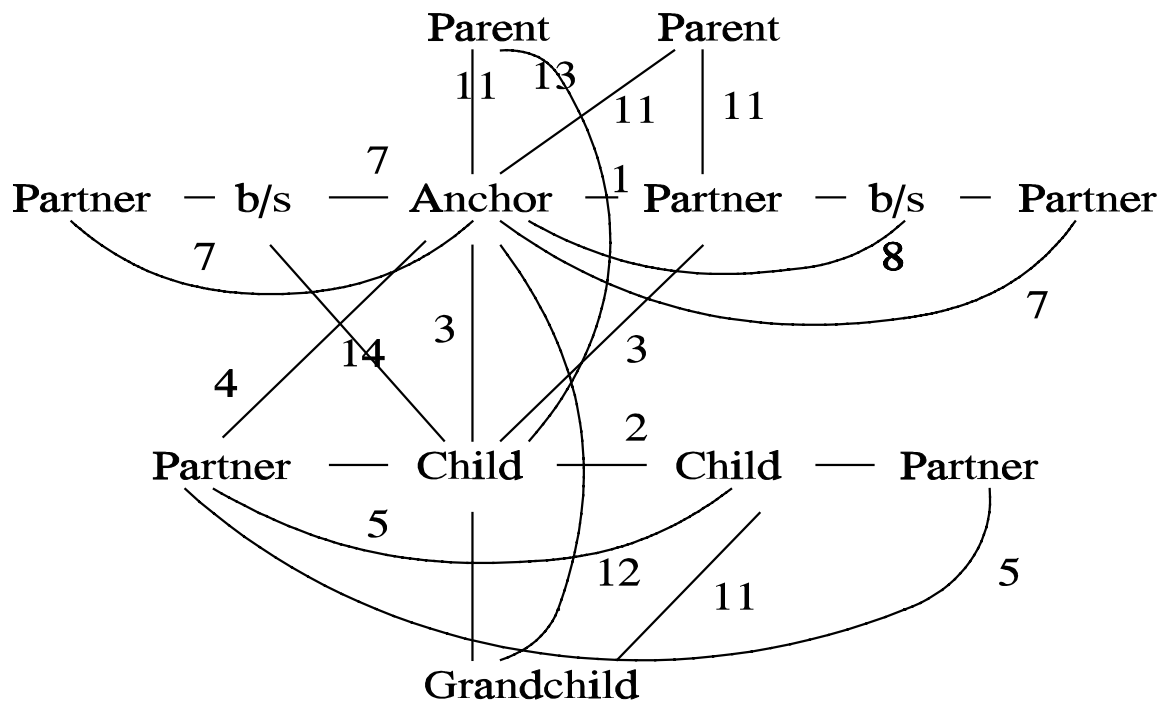 Parent Parent
11 13 11 11
7 1
Partner b/s Anchor Partner b/s Partner
7 8
7
3 14 3
4
2
Partner Child Child Partner
5
12 5
11
Grandchild